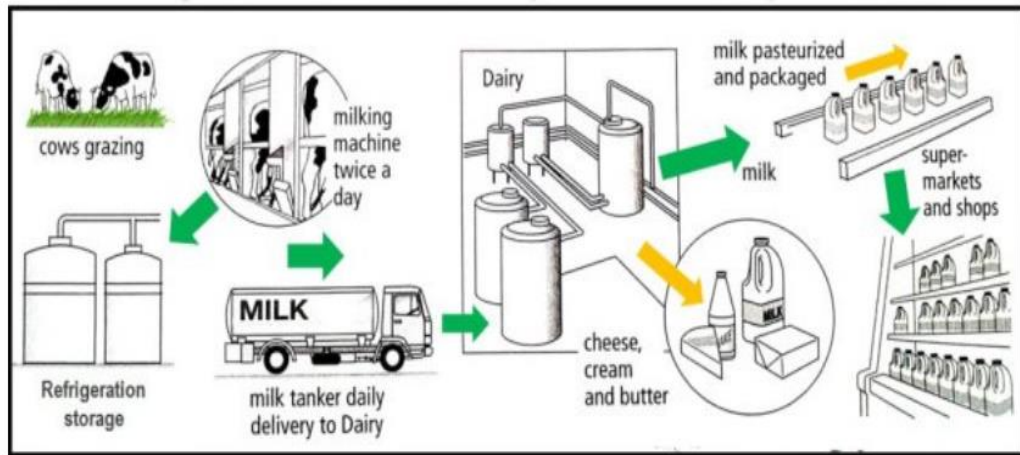 cows grazing
milking
machine
twice a
day
Refrigeration
storage
MILK
milk tanker daily
delivery to Dairy
Dairy
milk
cheese,
cream
and butter
MILK
milk pasteurized
and packaged
super-
markets
and shops